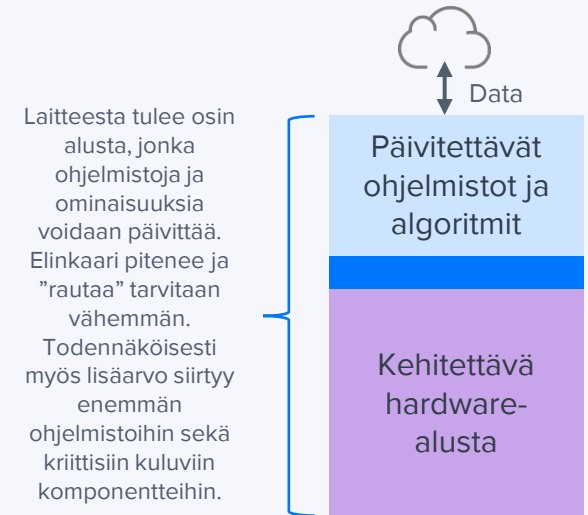 Data
Laitteesta tulee osin
alusta, jonka
ohjelmistoja ja
ominaisuuksia
voidaan päivittää.
Elinkaari pitenee ja
”rautaa” tarvitaan
vähemmän.
Todennäköisesti
myös lisäarvo siirtyy
enemmän
ohjelmistoihin sekä
kriittisiin kuluviin
komponentteihin.
Päivitettävät
ohjelmistot ja
algoritmit
Kehitettävä
hardware-
alusta